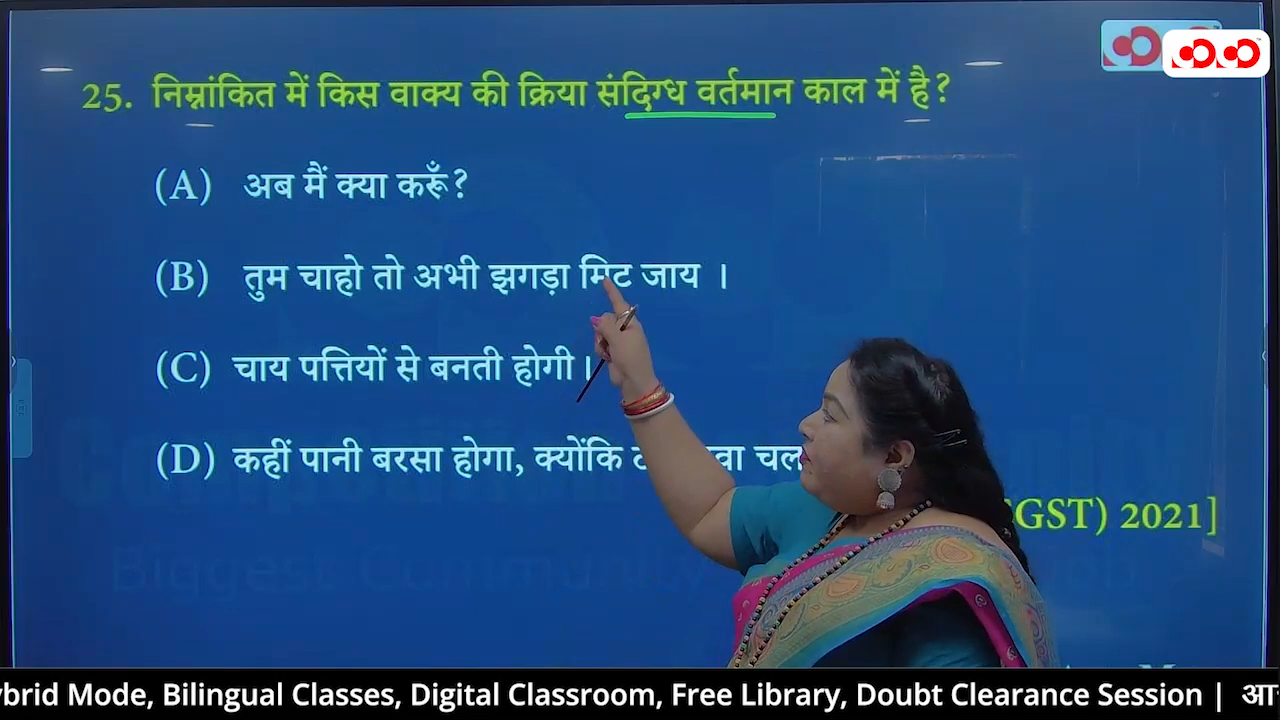 25. निम्नांकित में किस वाक्य की क्रिया संदिग्ध वर्तमान काल में है?
(A) अब मैं क्या करूँ?
(B) तुम चाहो तो अभी झगड़ा मिट जाय ।
(C) चाय पत्तियों से बनती होगी।
(D) कहीं पानी बरसा होगा, क्योंकि
GST) 2021]
Mode, Bilingual Classes, Digital Classroom, Free Library, Doubt Clearance Session |